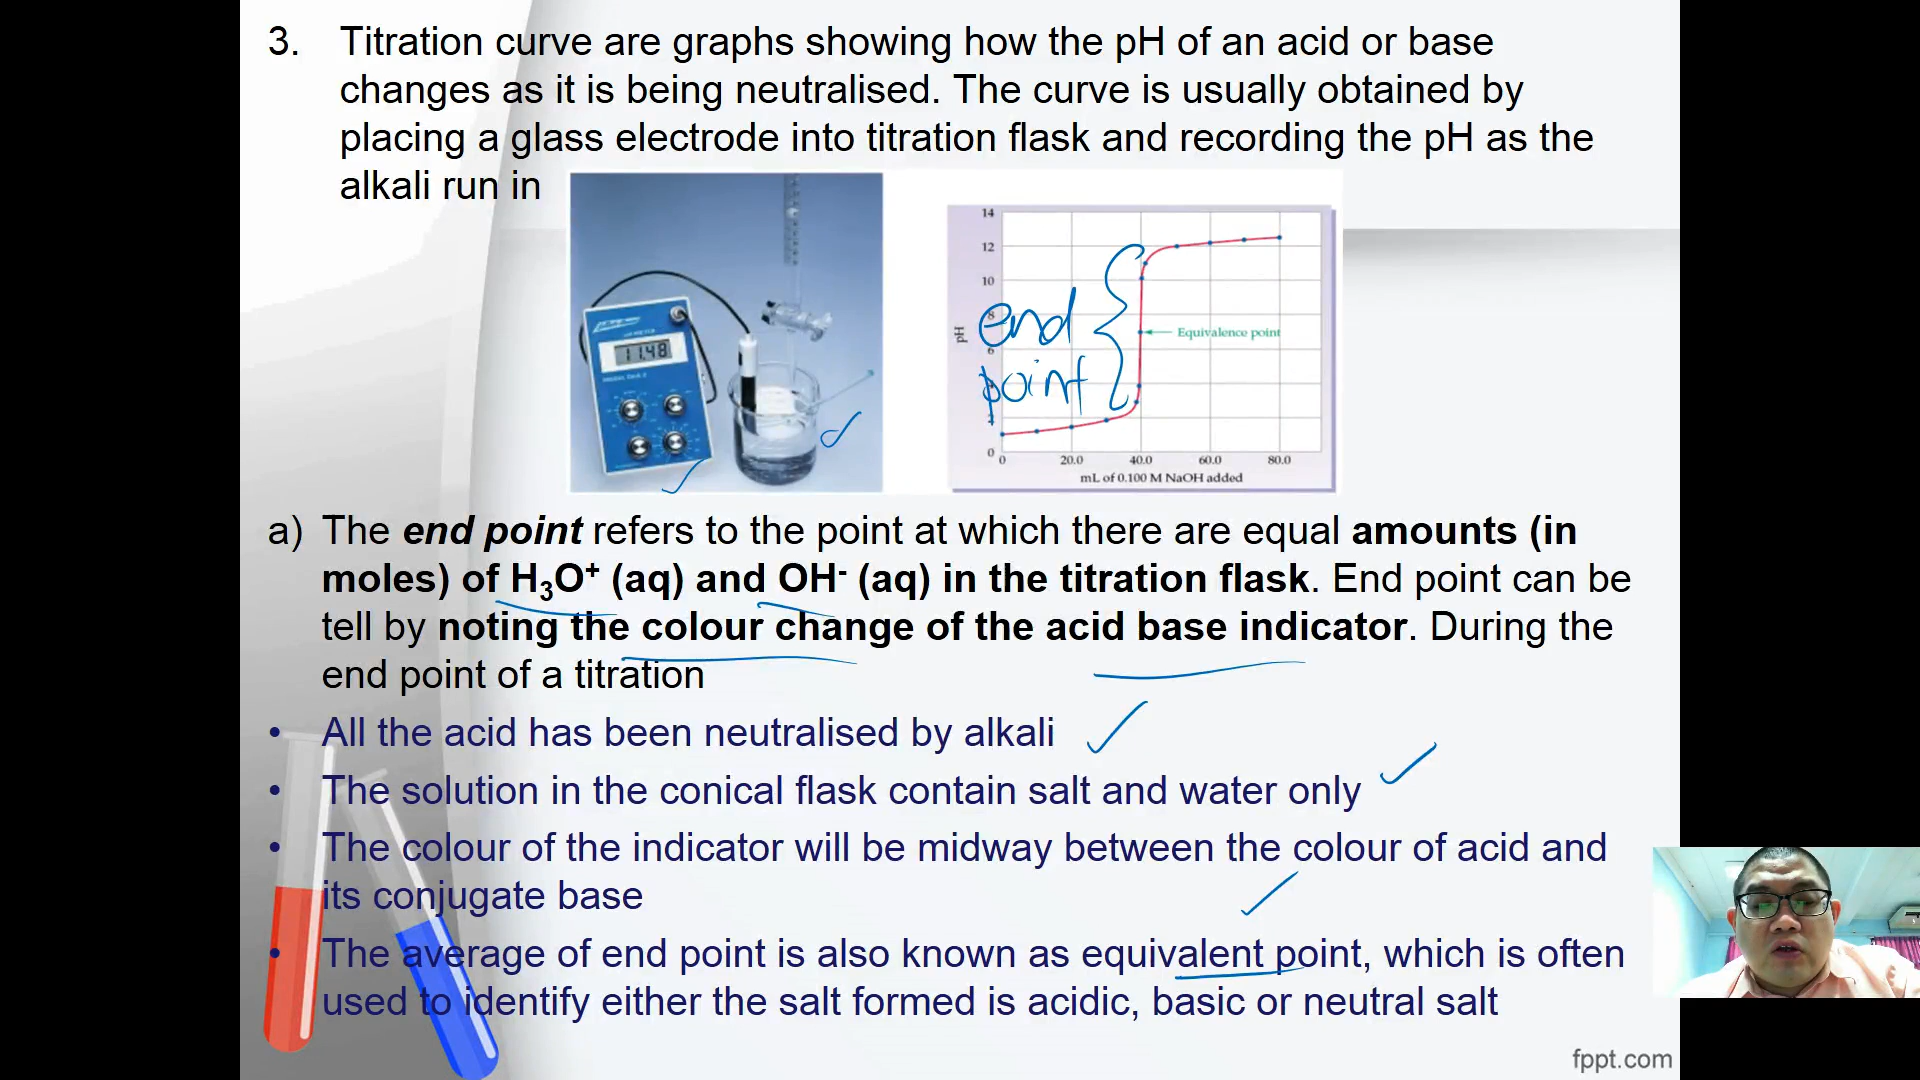 3. Titration curve are graphs showing how the pH of an acid or base
changes as it is being neutralised. The curve is usually obtained by
placing a glass electrode into titration flask and recording the pH as the
alkali run in
11.48
14
12
10
8
6
4
2
0
pH
end
point
Equivalence point
0 20.0 40.0 60.0 80.0
mL of 0.100 M NaOH added
a) The end point refers to the point at which there are equal amounts (in
moles) of H₃O⁺ (aq) and OH⁻ (aq) in the titration flask. End point can be
tell by noting the colour change of the acid base indicator. During the
end point of a titration
• All the acid has been neutralised by alkali
• The solution in the conical flask contain salt and water only
• The colour of the indicator will be midway between the colour of acid and
its conjugate base
• The average of end point is also known as equivalent point, which is often
used to identify either the salt formed is acidic, basic or neutral salt
fppt.com